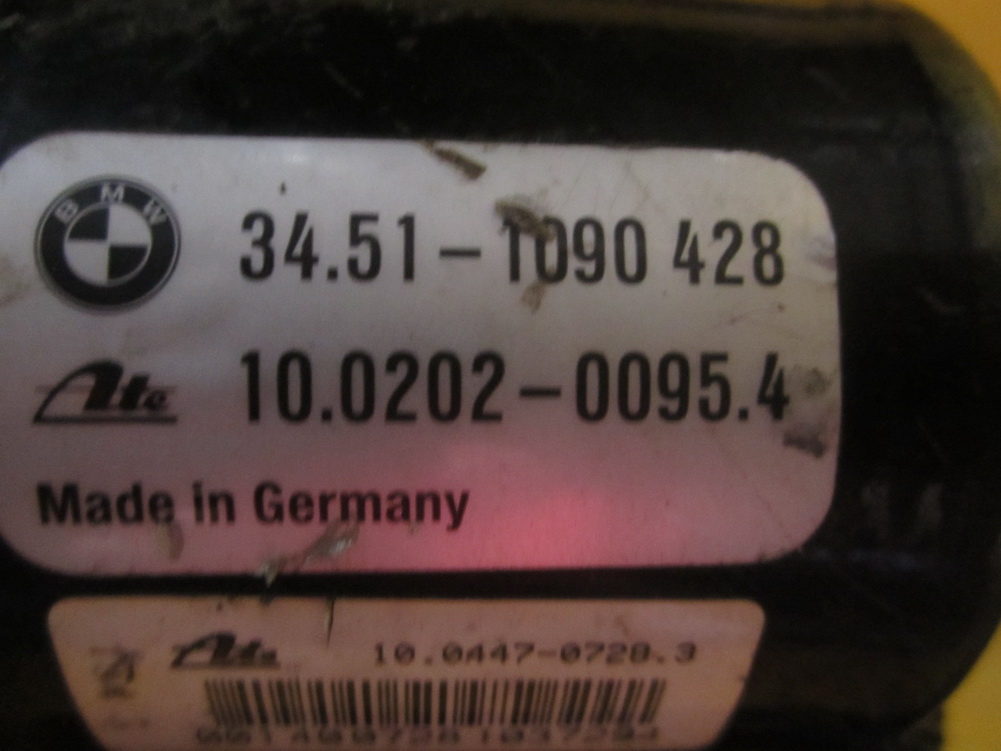 BMW 34.51-1090 428
Ate 10.0202-0095.4
Made in Germany
Ate 10.0447-0728.3